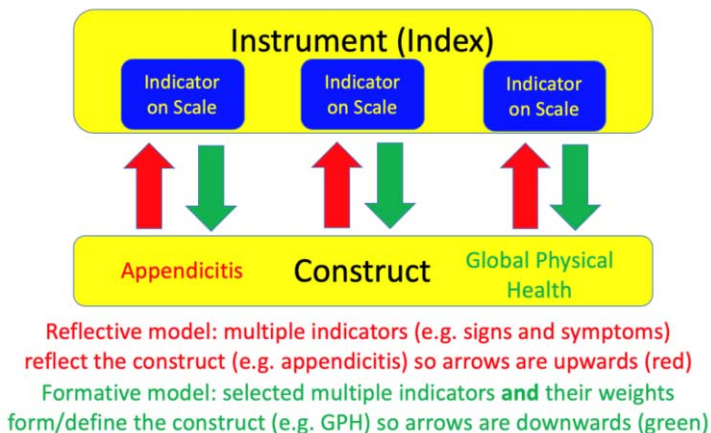 Instrument (Index)
Indicator on Scale
Indicator on Scale
Indicator on Scale
Appendicitis
Construct
Global Physical Health
Reflective model: multiple indicators (e.g. signs and symptoms)
reflect the construct (e.g. appendicitis) so arrows are upwards (red)
Formative model: selected multiple indicators and their weights
form/define the construct (e.g. GPH) so arrows are downwards (green)